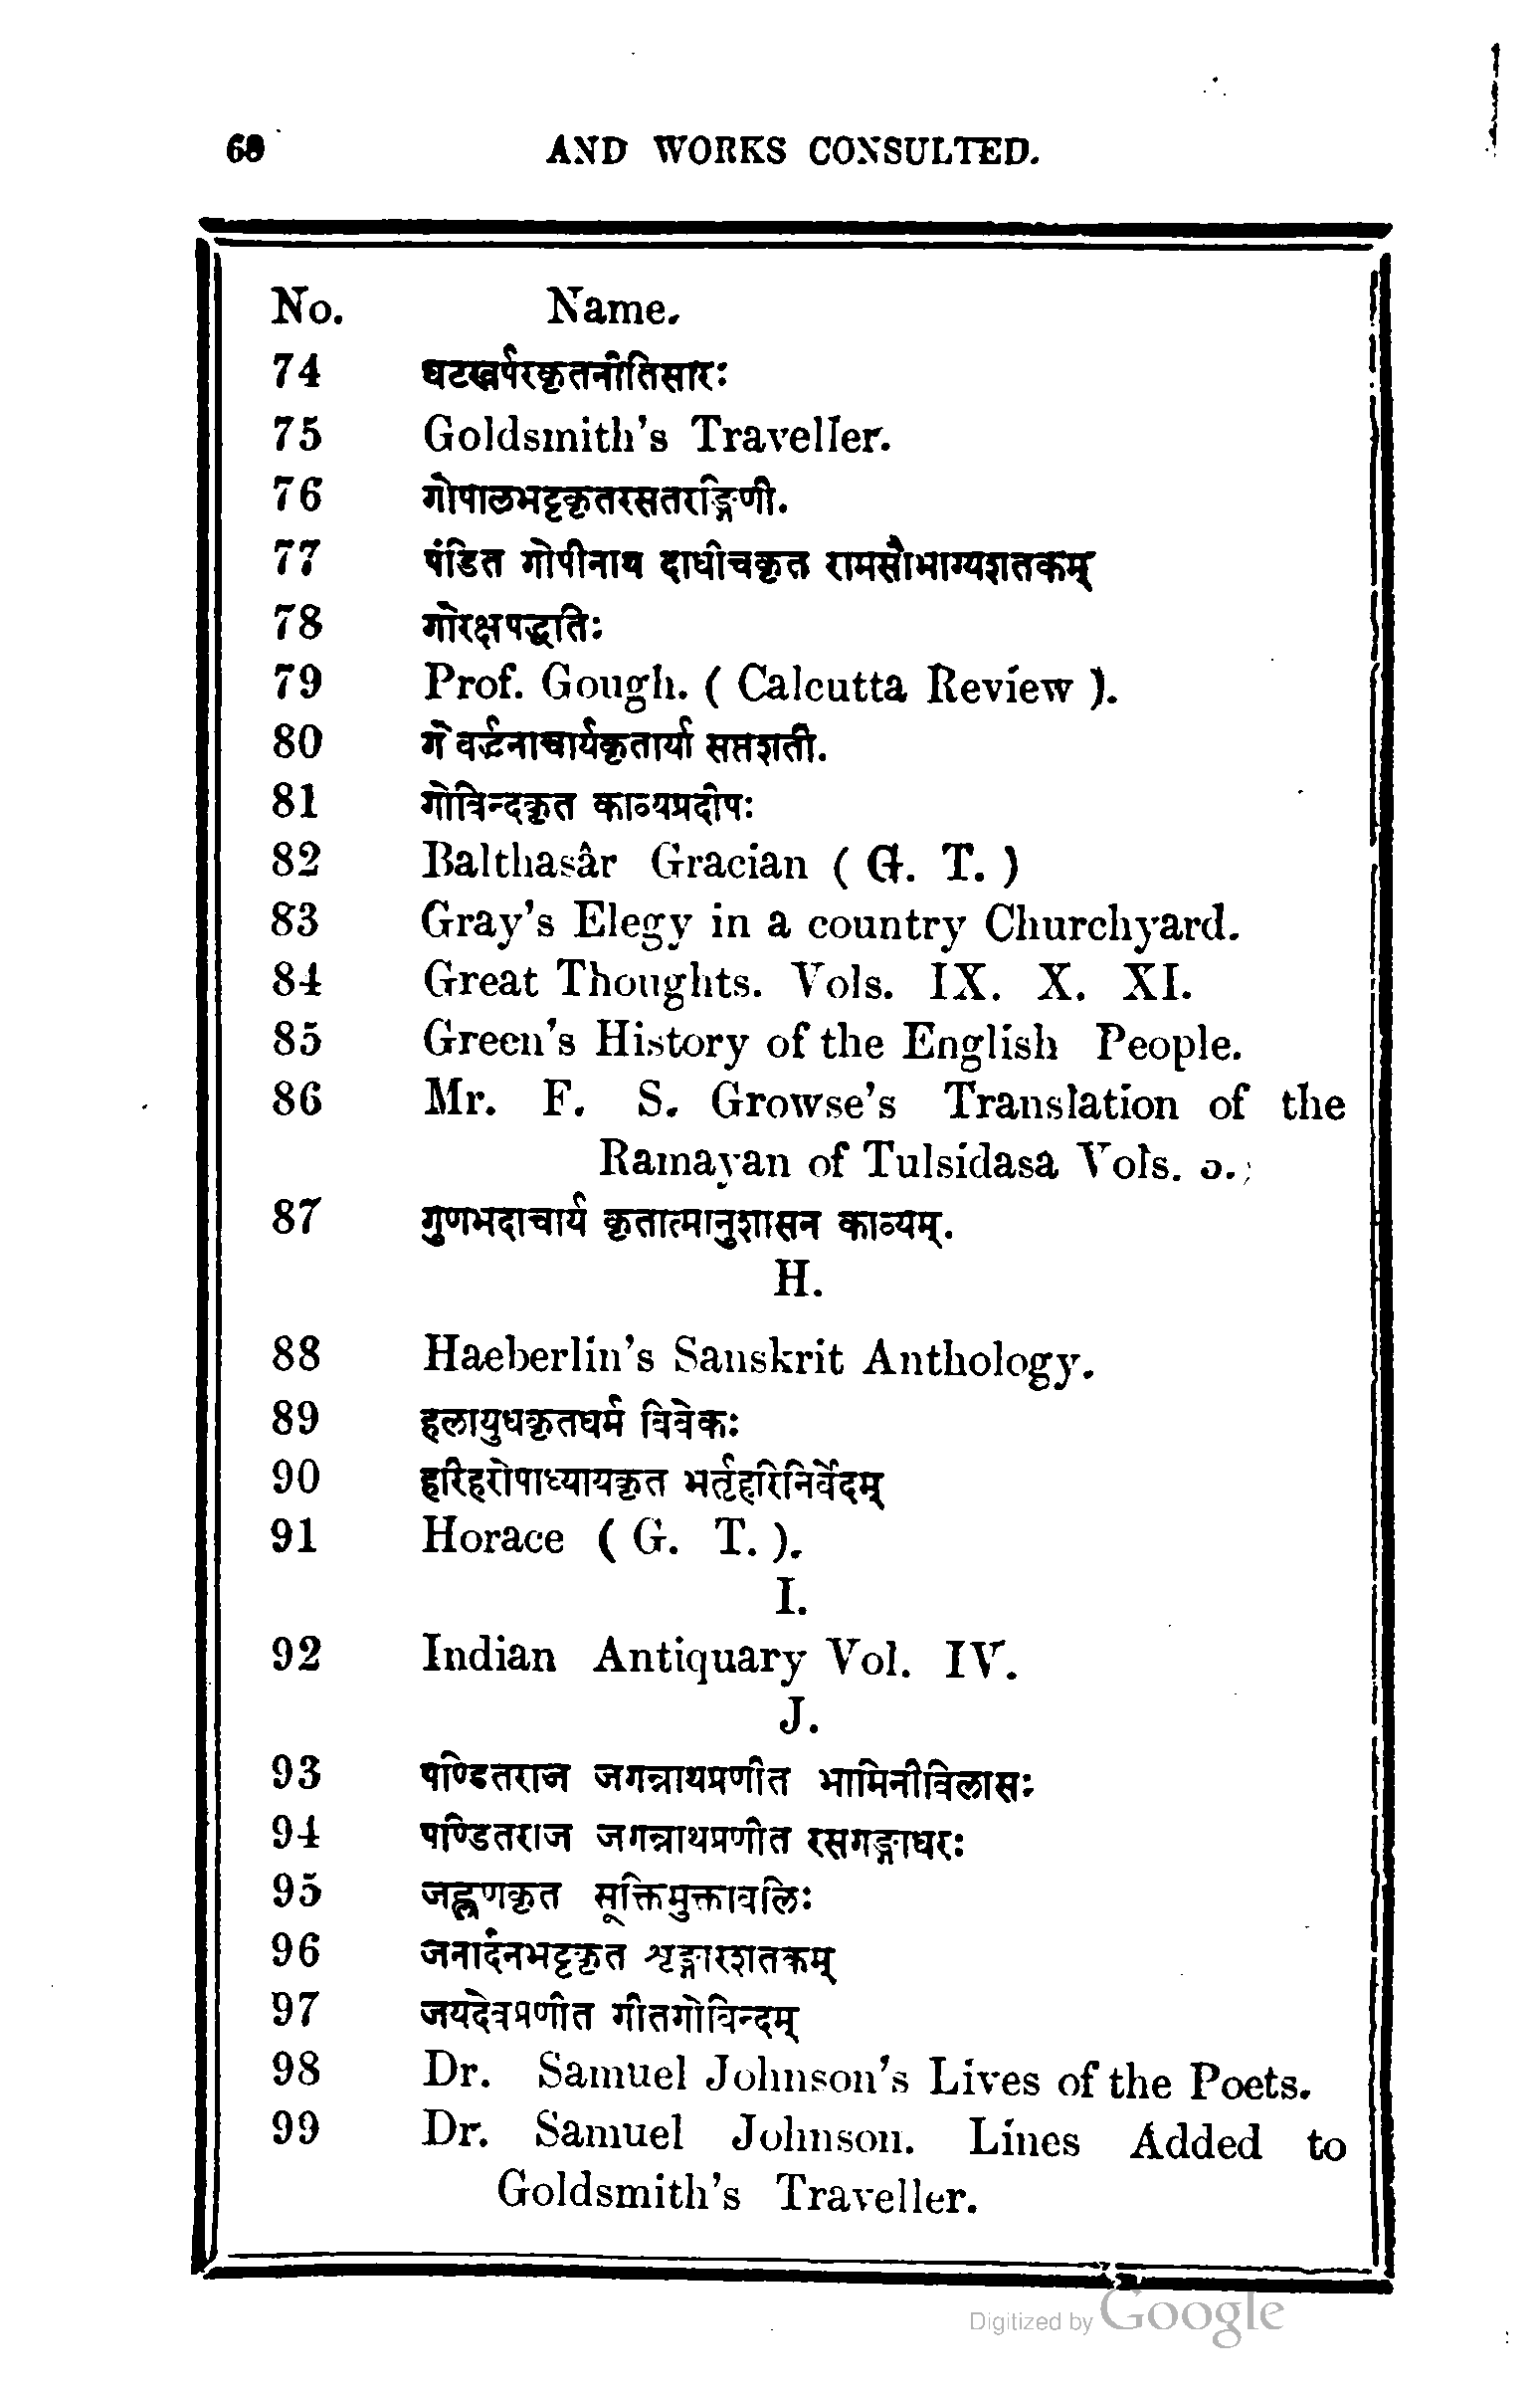 AND WORKS CONSULTED.
No. Name.
74 घटखर्परकृतनीतिसारः
75 Goldsmith's Traveller.
76 गोपालभट्टकृतरसतरङ्गिणी.
77 पंडित गोपीनाथ दाधीचकृत रामसौभाग्यशतकम्
78 गोरक्षपद्धतिः
79 Prof. Gough. ( Calcutta Review ).
80 गे वर्द्धनाचार्यकृतार्या सप्तशती.
81 गोविन्दकृत काव्यप्रदीपः
82 Balthasâr Gracian ( G. T. )
83 Gray's Elegy in a country Churchyard.
84 Great Thoughts. Vols. IX. X. XI.
85 Green's History of the English People.
86 Mr. F. S. Growse's Translation of the
Ramayan of Tulsidasa Vols.
87 गुणभदाचार्य कृतात्मानुशासन काव्यम्.
H.
88 Haeberlin's Sanskrit Anthology.
89 हलायुधकृतधर्म विवेकः
90 हरिहरोपाध्यायकृत भर्तृहरिनिर्वेदम्
91 Horace ( G. T. ).
I.
92 Indian Antiquary Vol. IV.
J.
93 पण्डितराज जगन्नाथप्रणीत भामिनीविलासः
94 पण्डितराज जगन्नाथप्रणीत रसगङ्गाधरः
95 जह्लणकृत सूक्तिमुक्तावलिः
96 जनार्दनभट्टकृत शृङ्गारशतकम्
97 जयदेवप्रणीत गीतगोविन्दम्
98 Dr. Samuel Johnson's Lives of the Poets.
99 Dr. Samuel Johnson. Lines Added to
Goldsmith's Traveller.
Digitized by Google